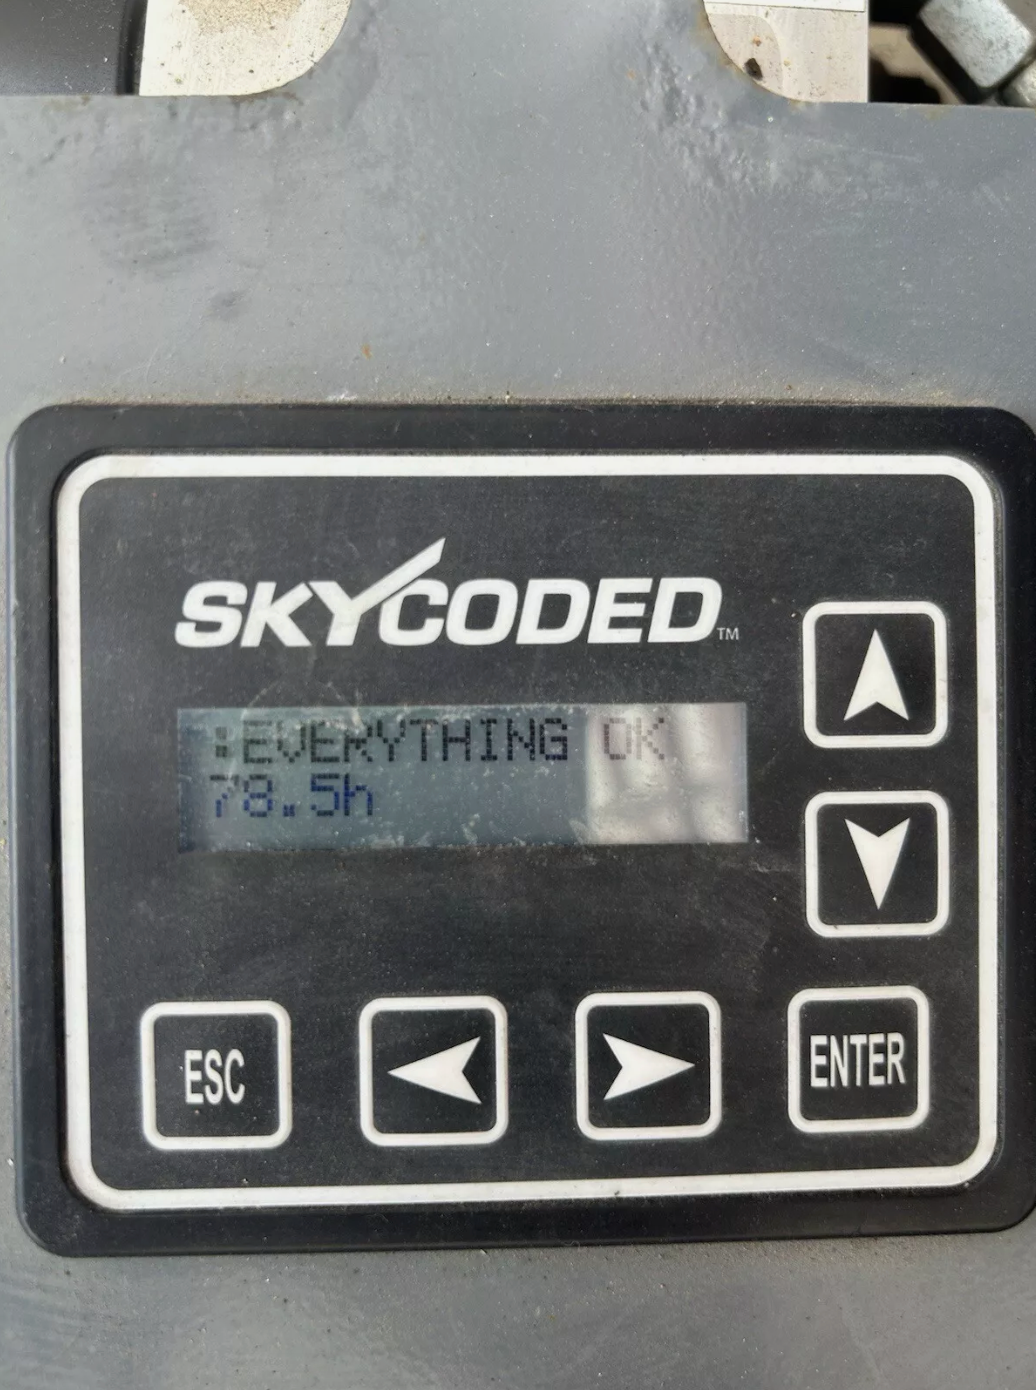 SKYCODED™
:EVERYTHING OK
78.5h
ESC
ENTER